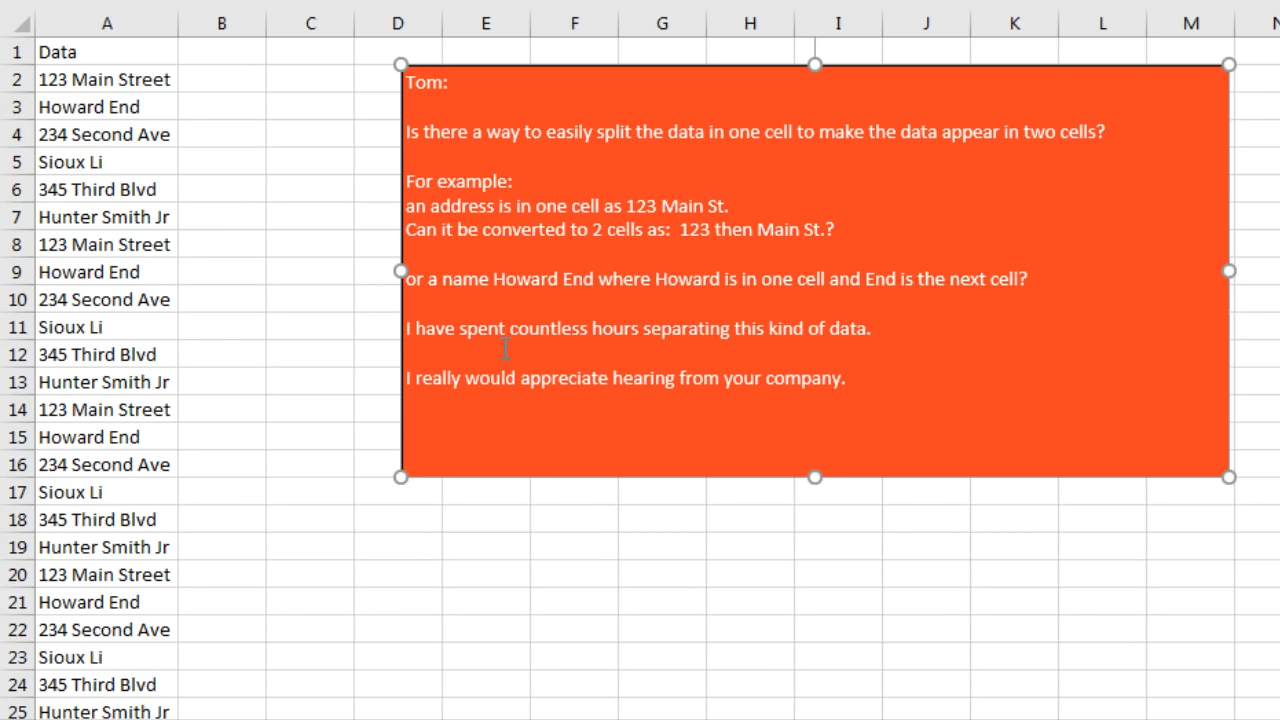 A B C D E F G H I J K L M N
1 Data
2 123 Main Street
3 Howard End
4 234 Second Ave
5 Sioux Li
6 345 Third Blvd
7 Hunter Smith Jr
8 123 Main Street
9 Howard End
10 234 Second Ave
11 Sioux Li
12 345 Third Blvd
13 Hunter Smith Jr
14 123 Main Street
15 Howard End
16 234 Second Ave
17 Sioux Li
18 345 Third Blvd
19 Hunter Smith Jr
20 123 Main Street
21 Howard End
22 234 Second Ave
23 Sioux Li
24 345 Third Blvd
25 Hunter Smith Jr
Tom:
Is there a way to easily split the data in one cell to make the data appear in two cells?
For example:
an address is in one cell as 123 Main St.
Can it be converted to 2 cells as:  123 then Main St.?
or a name Howard End where Howard is in one cell and End is the next cell?
I have spent countless hours separating this kind of data.
I really would appreciate hearing from your company.